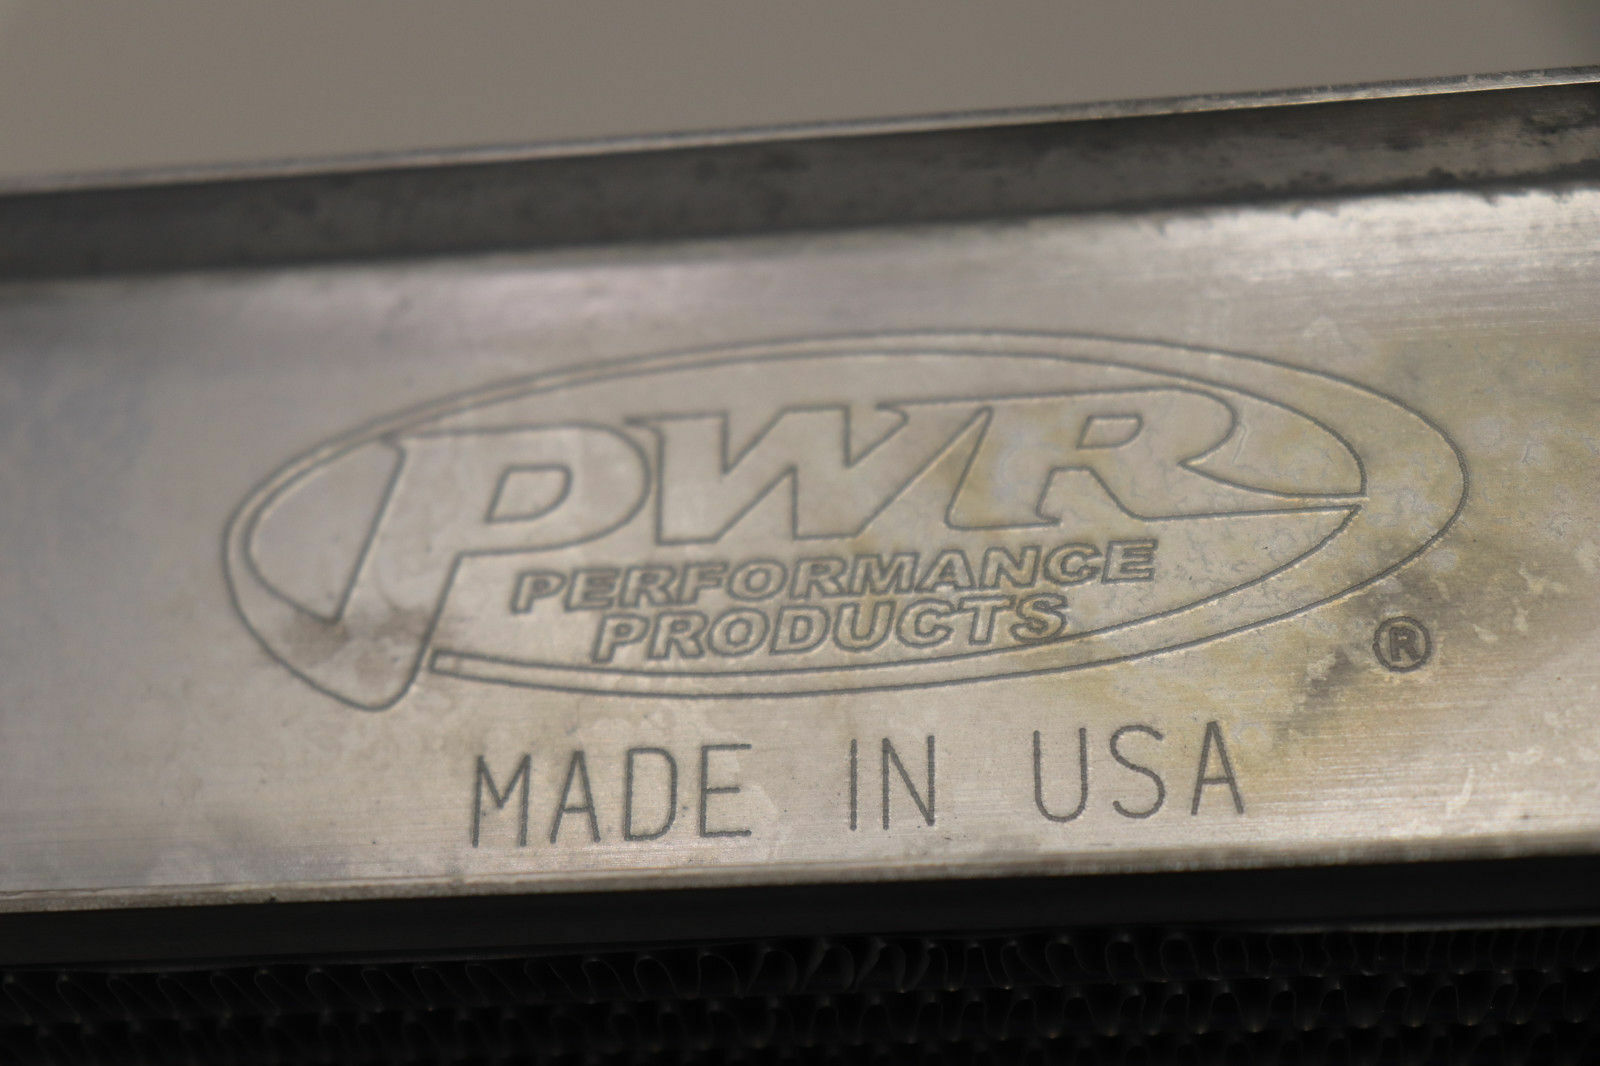 PWR
PERFORMANCE
PRODUCTS
®
MADE IN USA